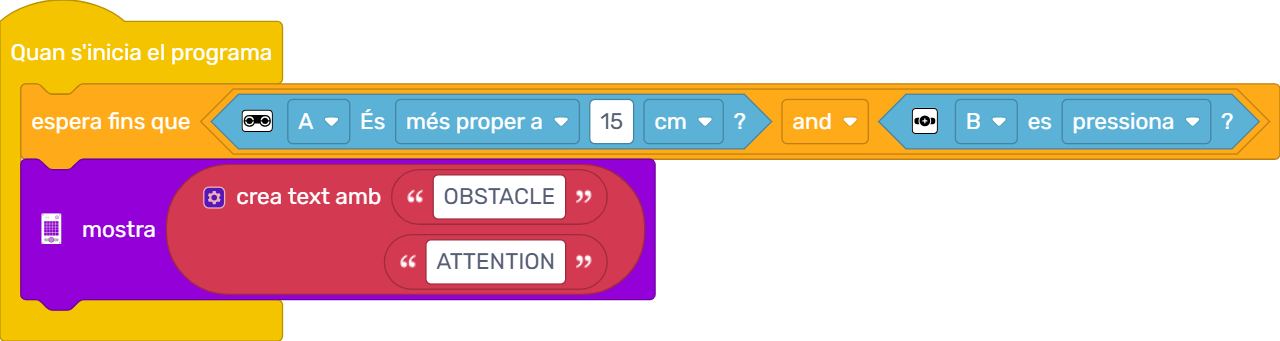 Quan s'inicia el programa
espera fins que A És més proper a 15 cm ? and B es pressiona ?
crea text amb “ OBSTACLE ”
mostra
“ ATTENTION ”